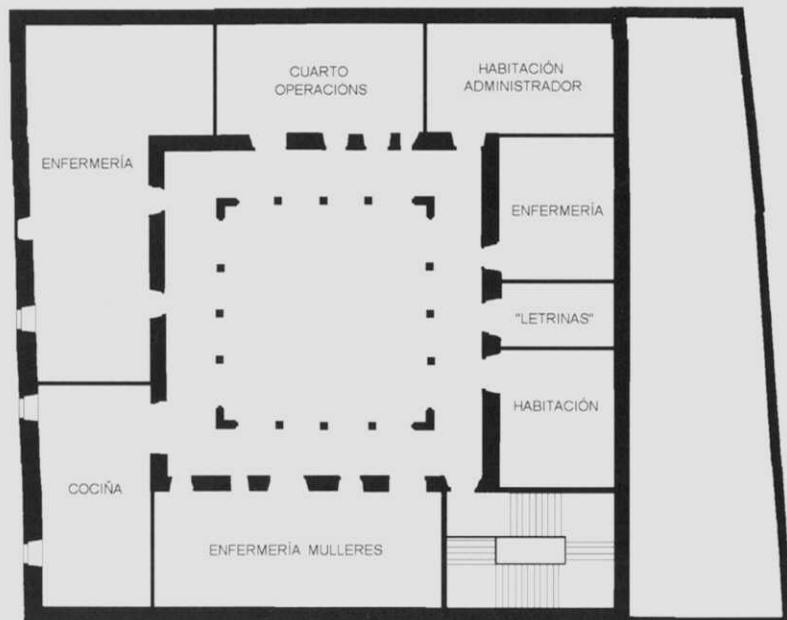 CUARTO
OPERACIONS
HABITACIÓN
ADMINISTRADOR
ENFERMERÍA
ENFERMERÍA
"LETRINAS"
HABITACIÓN
COCIÑA
ENFERMERÍA MULLERES